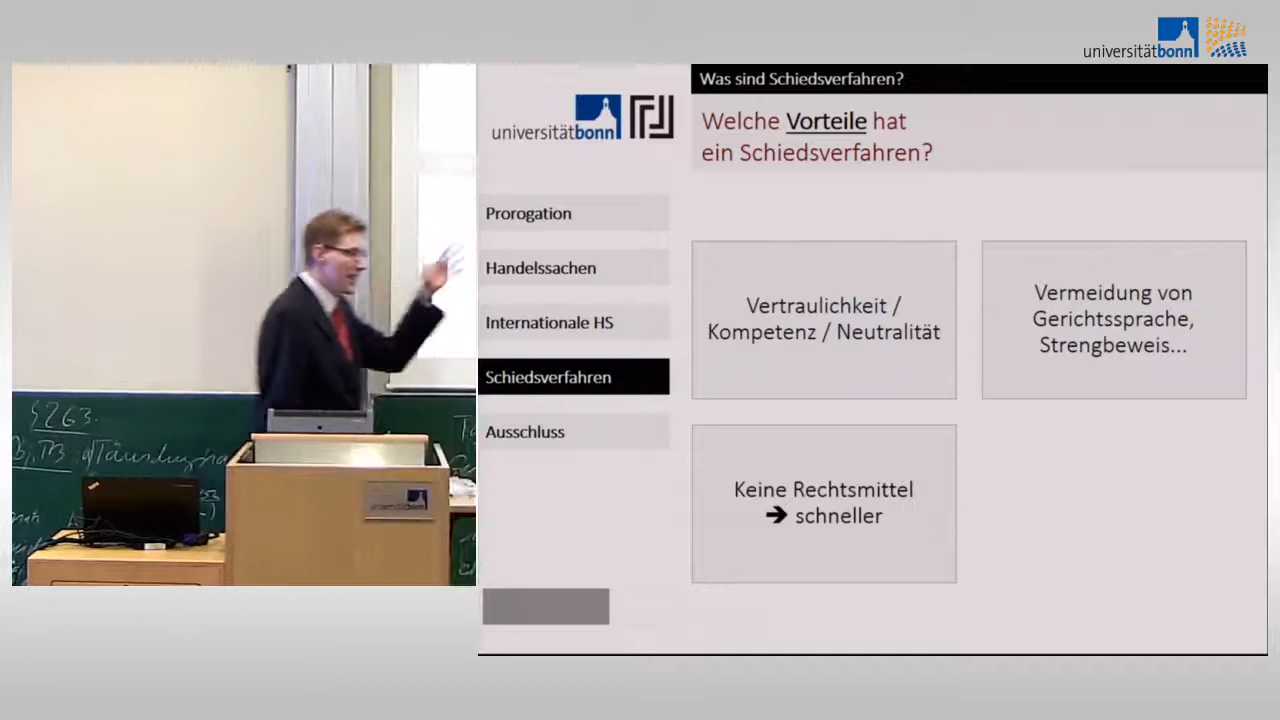 universitätbonn
Was sind Schiedsverfahren?
universitätbonn
Welche Vorteile hat
ein Schiedsverfahren?
Prorogation
Handelssachen
Internationale HS
Schiedsverfahren
Ausschluss
Vertraulichkeit /
Kompetenz / Neutralität
Vermeidung von
Gerichtssprache,
Strengbeweis...
Keine Rechtsmittel
➔ schneller
§263
universitätbonn